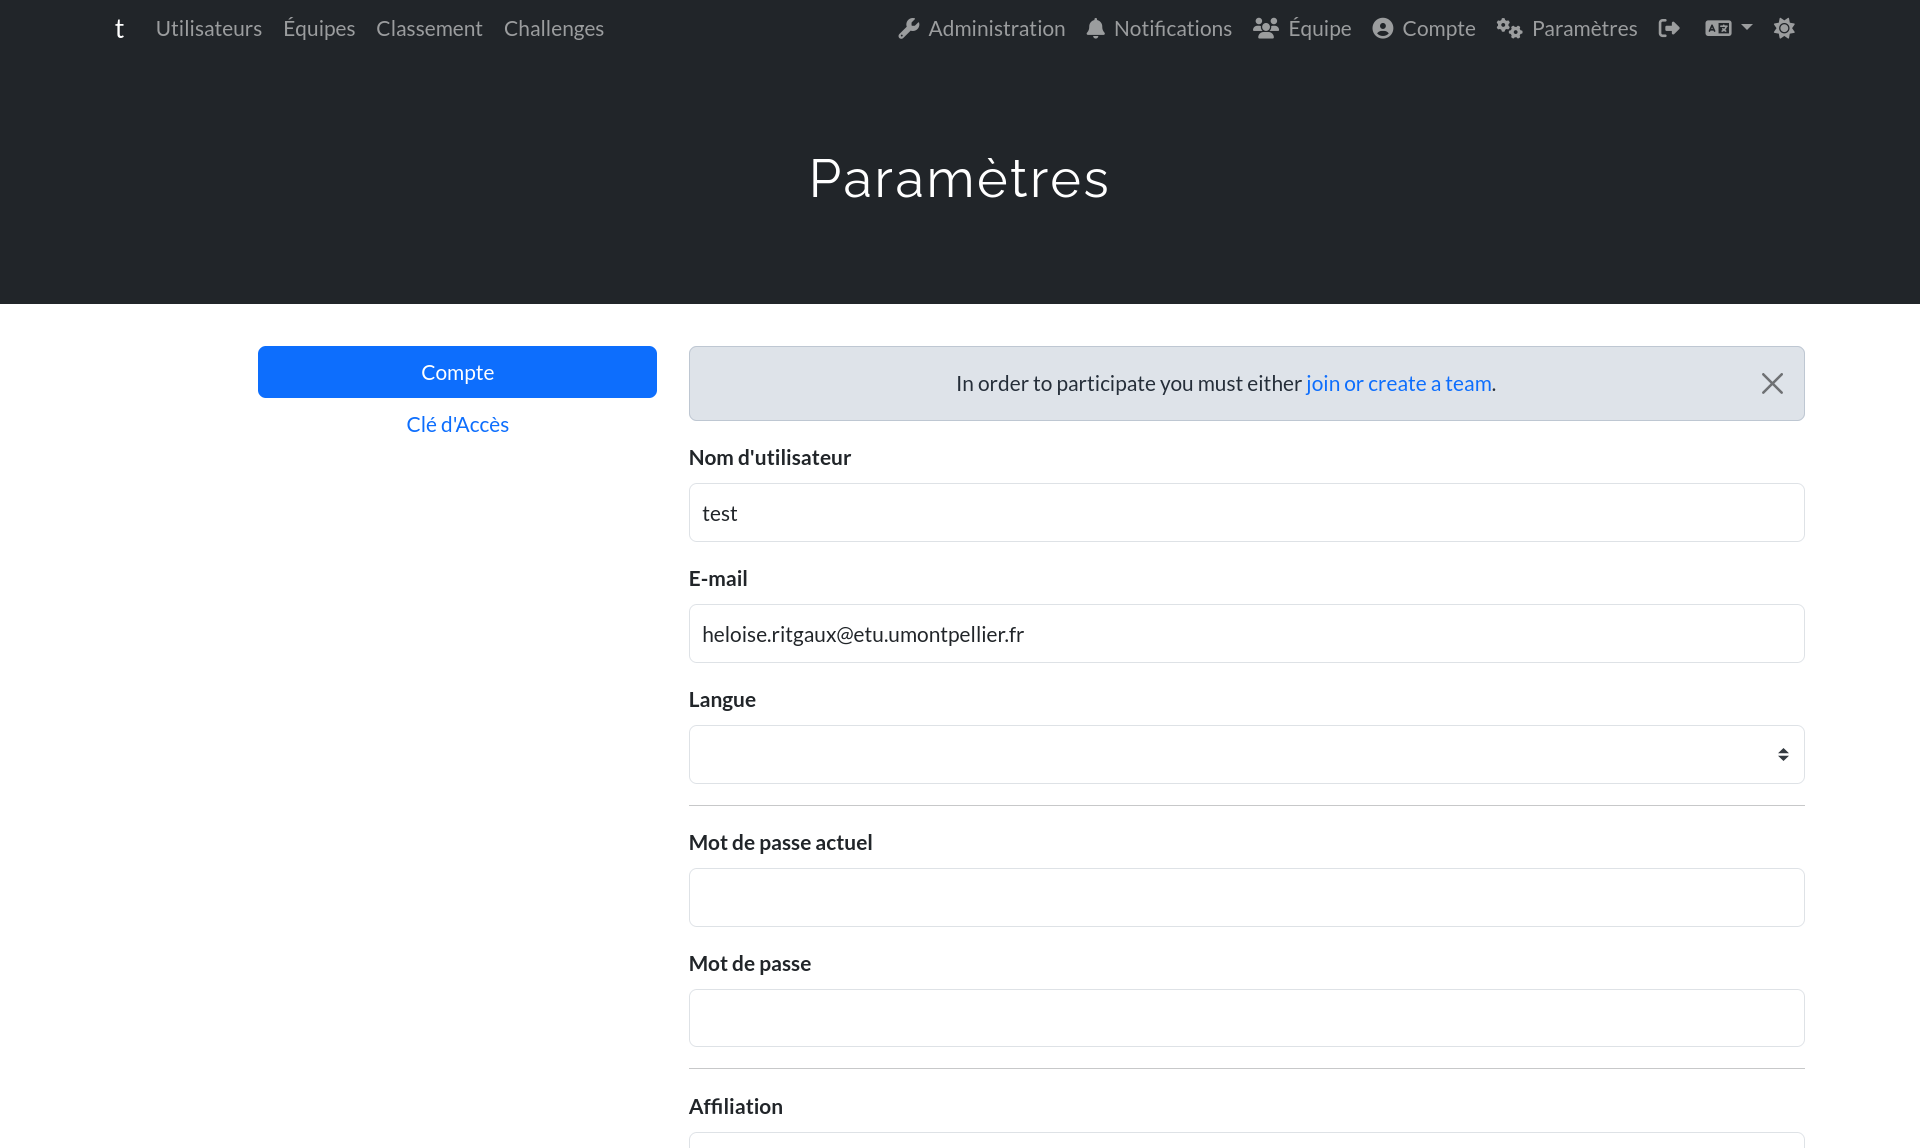 t Utilisateurs Équipes Classement Challenges Administration Notifications Équipe Compte Paramètres
Paramètres
Compte
Clé d'Accès
In order to participate you must either join or create a team.
Nom d'utilisateur
test
E-mail
heloise.ritgaux@etu.umontpellier.fr
Langue
Mot de passe actuel
Mot de passe
Affiliation